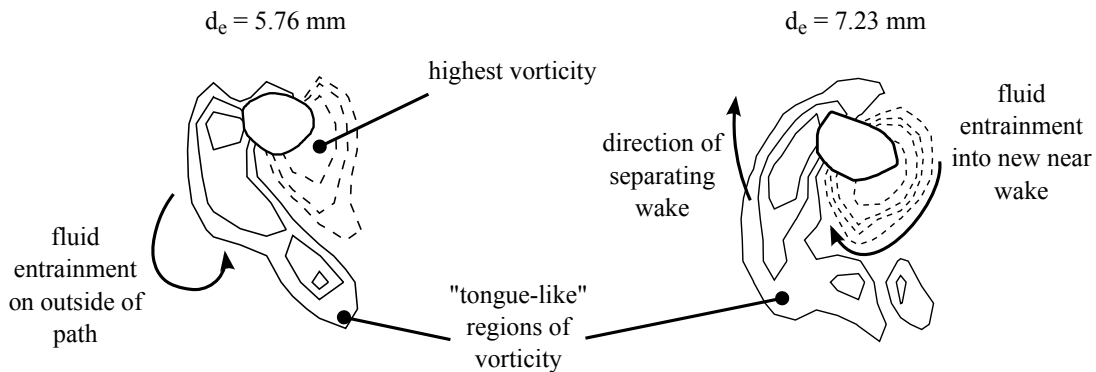 d_e = 5.76 mm
highest vorticity
fluid
entrainment
on outside of
path
"tongue-like"
regions of
vorticity
d_e = 7.23 mm
direction of
separating
wake
fluid
entrainment
into new near
wake